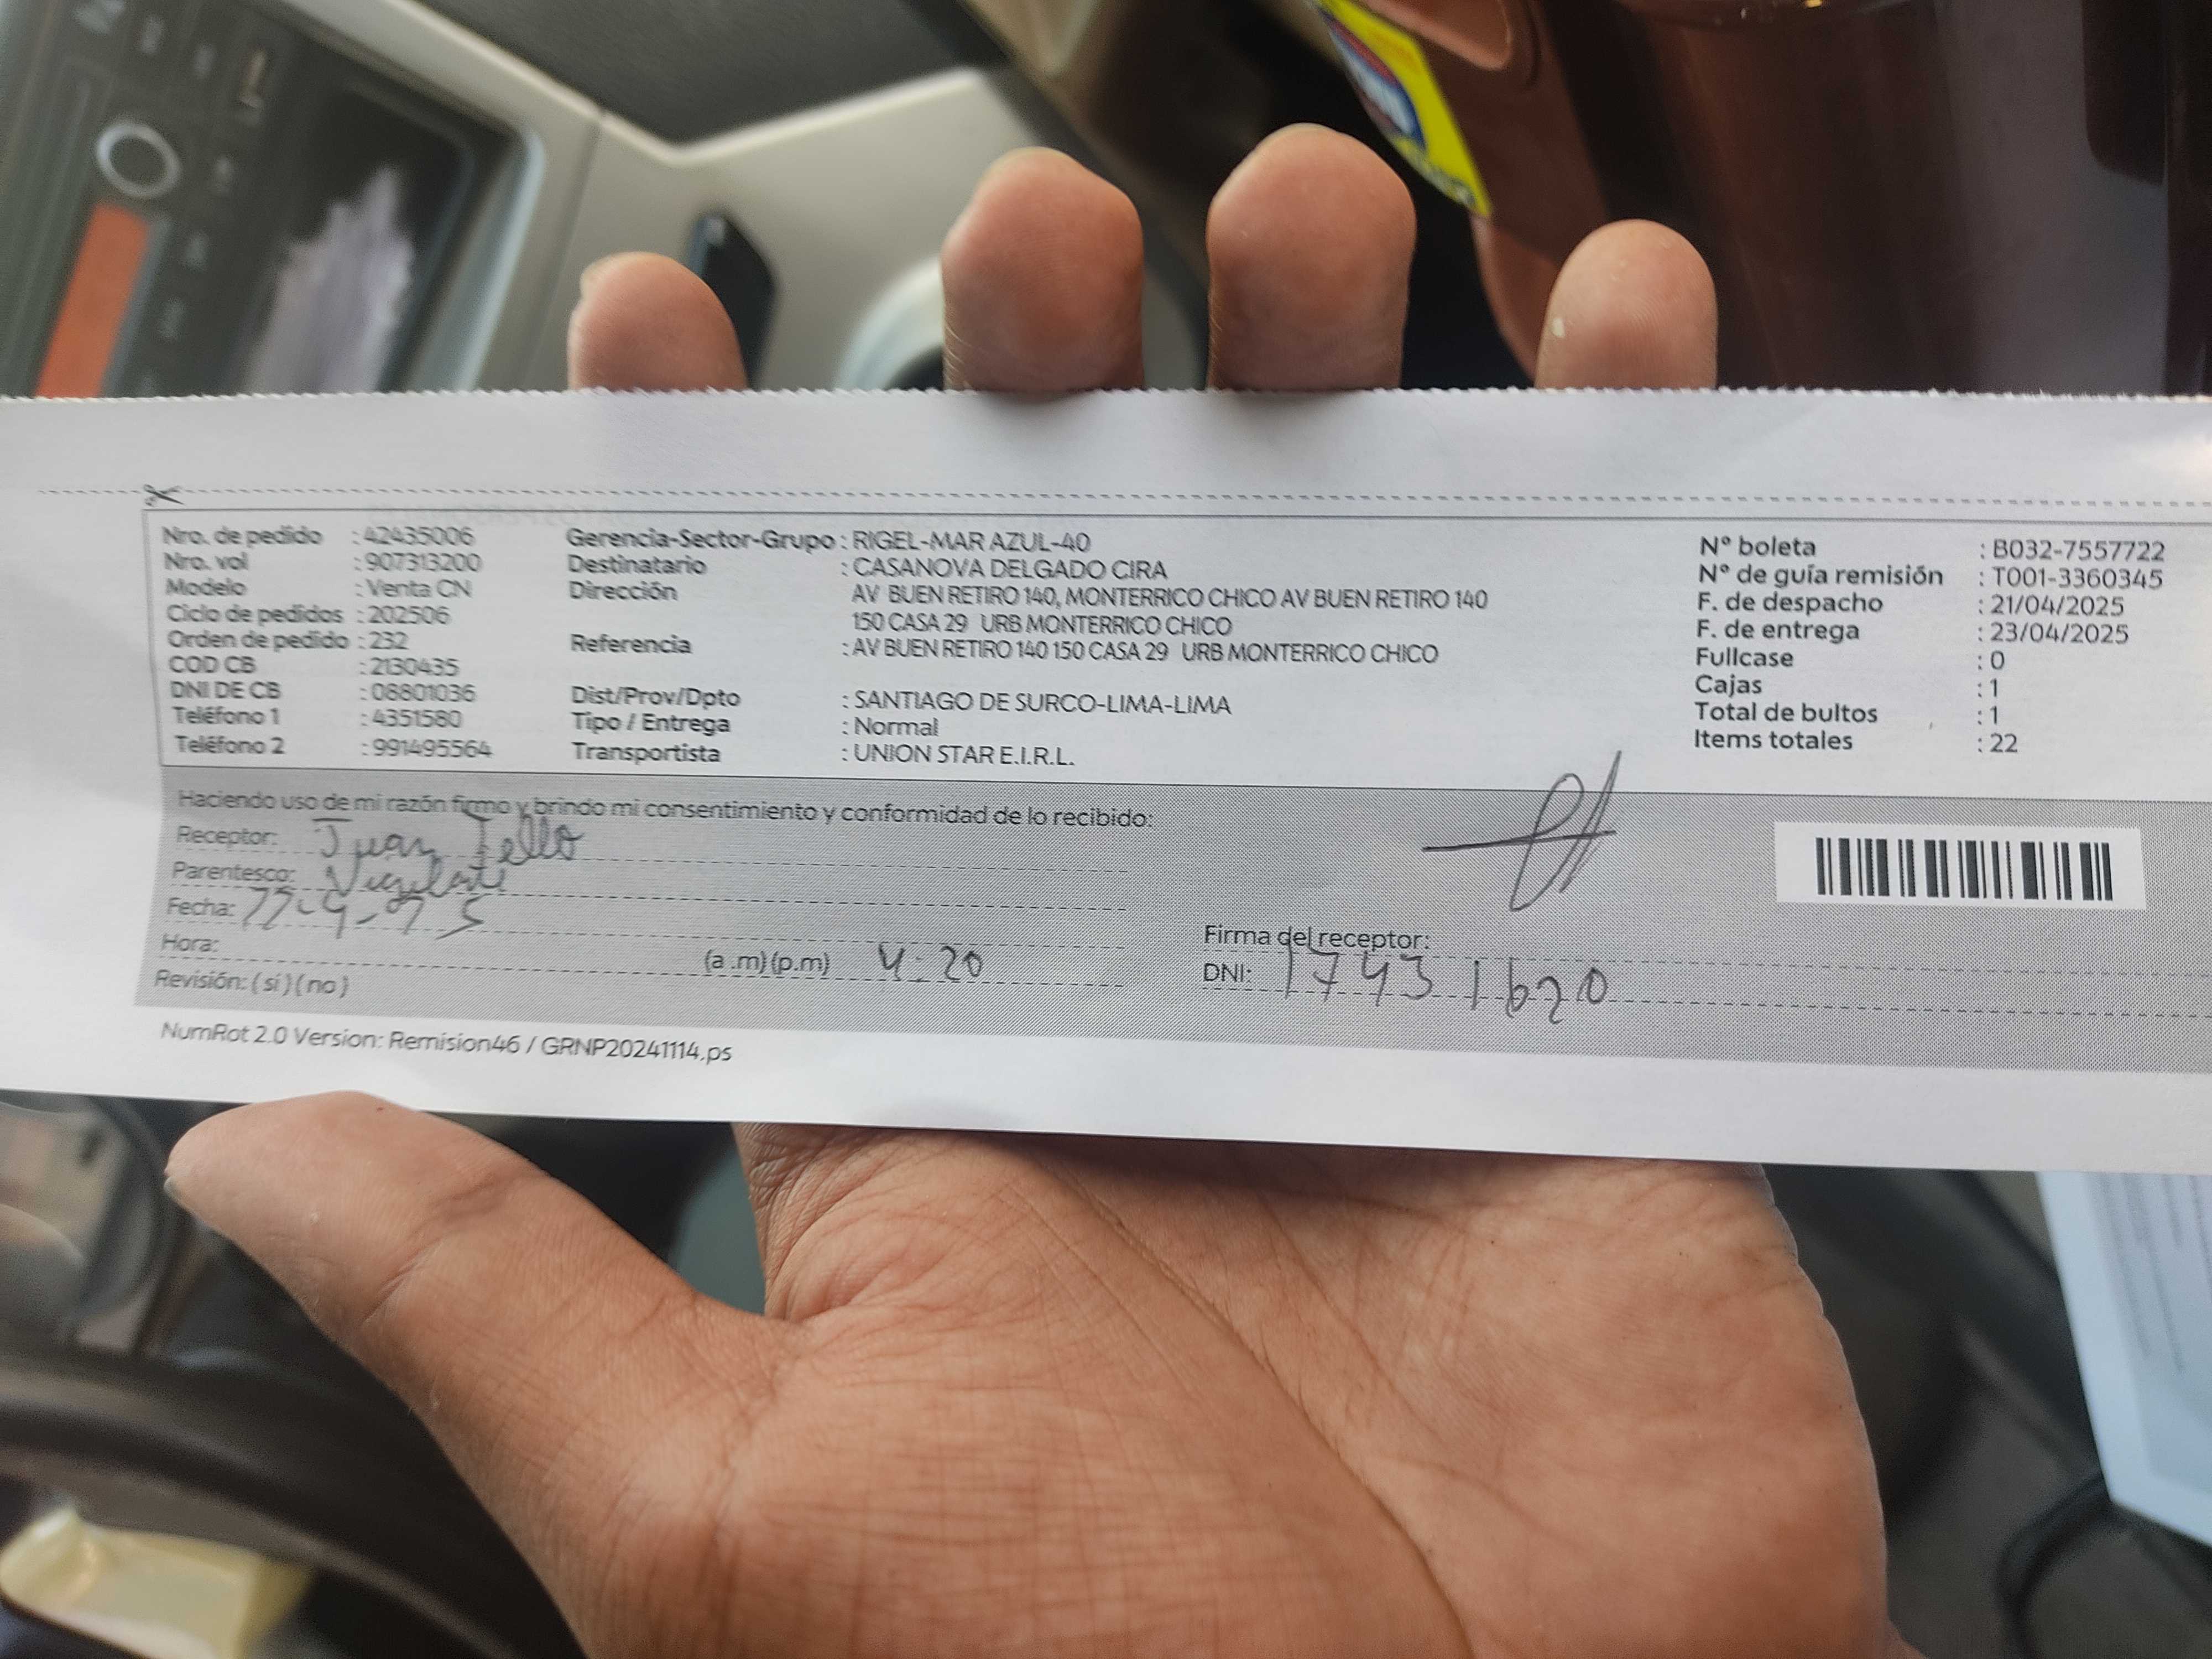 Nro. de pedido : 42435006 Gerencia-Sector-Grupo : RIGEL-MAR AZUL-40 N° boleta : B032-7557722
Nro. vol : 907313200 Destinatario : CASANOVA DELGADO CIRA N° de guía remisión : T001-3360345
Modelo : Venta CN Dirección AV BUEN RETIRO 140, MONTERRICO CHICO AV BUEN RETIRO 140 F. de despacho : 21/04/2025
Ciclo de pedidos : 202506 150 CASA 29 URB MONTERRICO CHICO F. de entrega : 23/04/2025
Orden de pedido : 232 Referencia : AV BUEN RETIRO 140 150 CASA 29 URB MONTERRICO CHICO Fullcase : 0
COD CB : 2130435 Cajas : 1
DNI DE CB : 08801036 Dist/Prov/Dpto : SANTIAGO DE SURCO-LIMA-LIMA Total de bultos : 1
Teléfono 1 : 4351580 Tipo / Entrega : Normal Items totales : 22
Teléfono 2 : 991495564 Transportista : UNION STAR E.I.R.L.
Haciendo uso de mi razón firmo y brindo mi consentimiento y conformidad de lo recibido:
Receptor: Juan Tello
Parentesco: Vigilante
Fecha:
Hora: (a .m) (p.m) 4:20 Firma del receptor:
Revisión: ( si ) ( no ) DNI: 17431620
NumRot 2.0 Version: Remision46 / GRNP20241114.ps